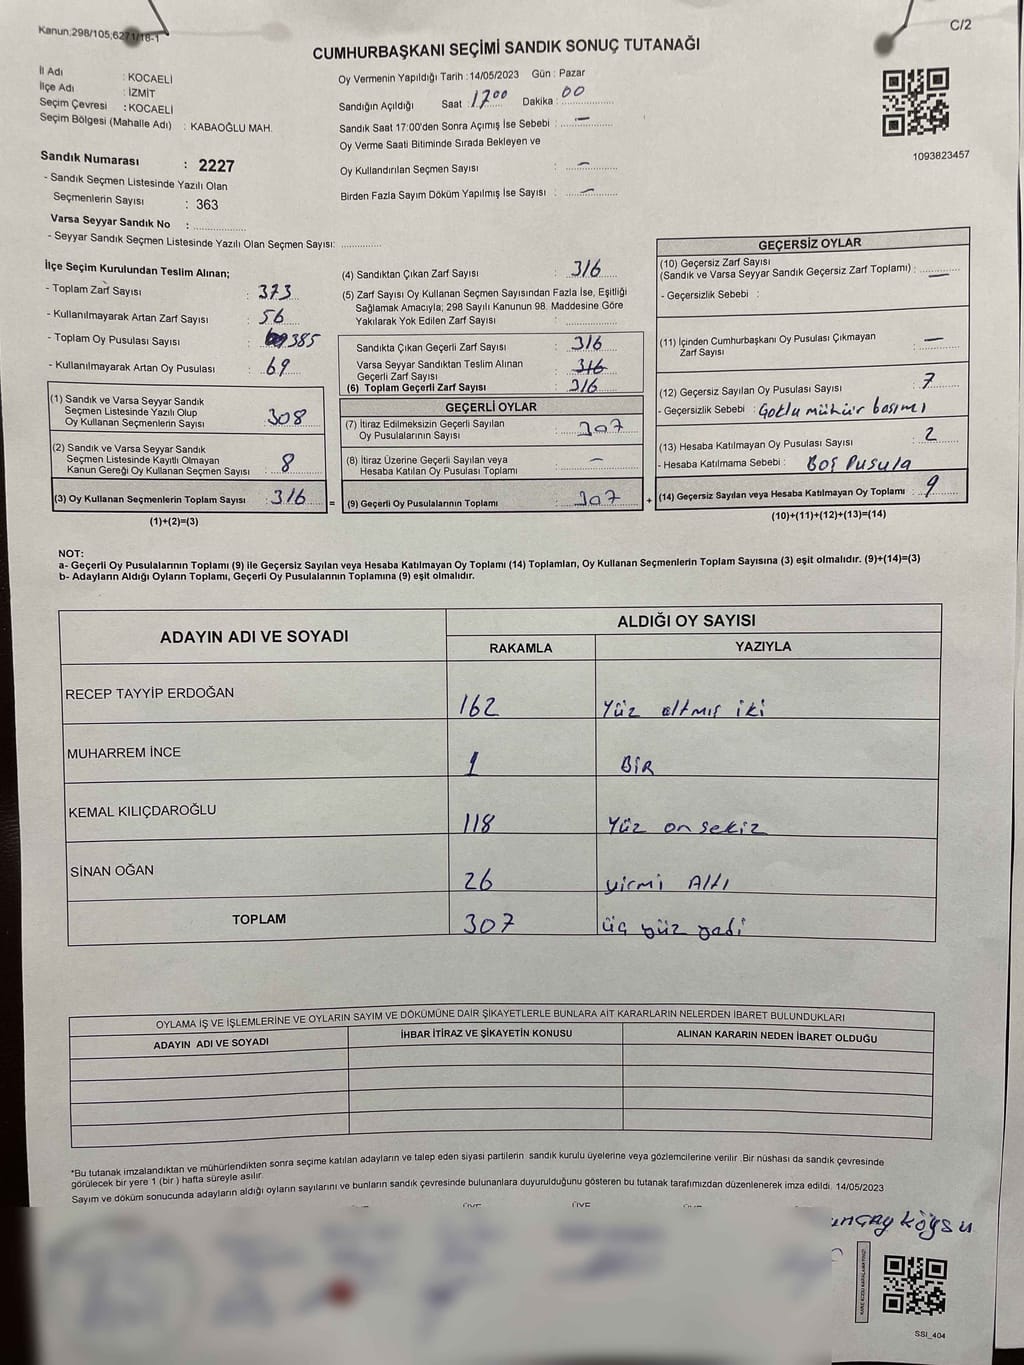 Kanun;298/105,6271/18-1
C/2
CUMHURBAŞKANI SEÇİMİ SANDIK SONUÇ TUTANAĞI
İl Adı : KOCAELİ
İlçe Adı : İZMİT
Seçim Çevresi : KOCAELİ
Seçim Bölgesi (Mahalle Adı) : KABAOĞLU MAH.
Sandık Numarası : 2227
- Sandık Seçmen Listesinde Yazılı Olan
Seçmenlerin Sayısı : 363
Varsa Seyyar Sandık No :
- Seyyar Sandık Seçmen Listesinde Yazılı Olan Seçmen Sayısı:
Oy Vermenin Yapıldığı Tarih : 14/05/2023 Gün : Pazar
Sandığın Açıldığı Saat : 1700 Dakika : 00
Sandık Saat 17:00'den Sonra Açımış İse Sebebi : —
Oy Verme Saati Bitiminde Sırada Bekleyen ve
Oy Kullandırılan Seçmen Sayısı : —
Birden Fazla Sayım Döküm Yapılmış İse Sayısı : —
1093823457
İlçe Seçim Kurulundan Teslim Alınan;
- Toplam Zarf Sayısı : 373
- Kullanılmayarak Artan Zarf Sayısı : 56
- Toplam Oy Pusulası Sayısı : 385
- Kullanılmayarak Artan Oy Pusulası : 69
(1) Sandık ve Varsa Seyyar Sandık
Seçmen Listesinde Yazılı Olup
Oy Kullanan Seçmenlerin Sayısı : 308
(2) Sandık ve Varsa Seyyar Sandık
Seçmen Listesinde Kayıtlı Olmayan
Kanun Gereği Oy Kullanan Seçmen Sayısı : 8
(3) Oy Kullanan Seçmenlerin Toplam Sayısı : 316 =
(1)+(2)=(3)
(4) Sandıktan Çıkan Zarf Sayısı : 316
(5) Zarf Sayısı Oy Kullanan Seçmen Sayısından Fazla İse, Eşitliği
Sağlamak Amacıyla; 298 Sayılı Kanunun 98. Maddesine Göre
Yakılarak Yok Edilen Zarf Sayısı :
Sandıkta Çıkan Geçerli Zarf Sayısı : 316
Varsa Seyyar Sandıktan Teslim Alınan
Geçerli Zarf Sayısı : 316
(6) Toplam Geçerli Zarf Sayısı : 316
GEÇERLİ OYLAR
(7) İtiraz Edilmeksizin Geçerli Sayılan
Oy Pusulalarının Sayısı : 307
(8) İtiraz Üzerine Geçerli Sayılan veya
Hesaba Katılan Oy Pusulası Toplamı : —
(9) Geçerli Oy Pusulalarının Toplamı : 307 +
GEÇERSİZ OYLAR
(10) Geçersiz Zarf Sayısı
(Sandık ve Varsa Seyyar Sandık Geçersiz Zarf Toplamı) : —
- Geçersizlik Sebebi :
(11) İçinden Cumhurbaşkanı Oy Pusulası Çıkmayan
Zarf Sayısı : —
(12) Geçersiz Sayılan Oy Pusulası Sayısı : 7
- Geçersizlik Sebebi : Goklu mühür basımı
(13) Hesaba Katılmayan Oy Pusulası Sayısı : 2
- Hesaba Katılmama Sebebi : Boş Pusula
(14) Geçersiz Sayılan veya Hesaba Katılmayan Oy Toplamı : 9
(10)+(11)+(12)+(13)=(14)
NOT:
a- Geçerli Oy Pusulalarının Toplamı (9) ile Geçersiz Sayılan veya Hesaba Katılmayan Oy Toplamı (14) Toplamları, Oy Kullanan Seçmenlerin Toplam Sayısına (3) eşit olmalıdır. (9)+(14)=(3)
b- Adayların Aldığı Oyların Toplamı, Geçerli Oy Pusulalarının Toplamına (9) eşit olmalıdır.
ADAYIN ADI VE SOYADI
ALDIĞI OY SAYISI
RAKAMLA YAZIYLA
RECEP TAYYİP ERDOĞAN 162 Yüz altmış iki
MUHARREM İNCE 1 BİR
KEMAL KILIÇDAROĞLU 118 Yüz on sekiz
SİNAN OĞAN 26 yirmi Altı
TOPLAM 307 üç yüz yedi
OYLAMA İŞ VE İŞLEMLERİNE VE OYLARIN SAYIM VE DÖKÜMÜNE DAİR ŞİKAYETLERLE BUNLARA AİT KARARLARIN NELERDEN İBARET BULUNDUKLARI
ADAYIN ADI VE SOYADI İHBAR İTİRAZ VE ŞİKAYETİN KONUSU ALINAN KARARIN NEDEN İBARET OLDUĞU
*Bu tutanak imzalandıktan ve mühürlendikten sonra seçime katılan adayların ve talep eden siyasi partilerin sandık kurulu üyelerine veya gözlemcilerine verilir .Bir nüshası da sandık çevresinde
görülecek bir yere 1 (bir ) hafta süreyle asılır.
Sayım ve döküm sonucunda adayların aldığı oyların sayılarını ve bunların sandık çevresinde bulunanlara duyurulduğunu gösteren bu tutanak tarafımızdan düzenlenerek imza edildi. 14/05/2023
köysu
SSI_404